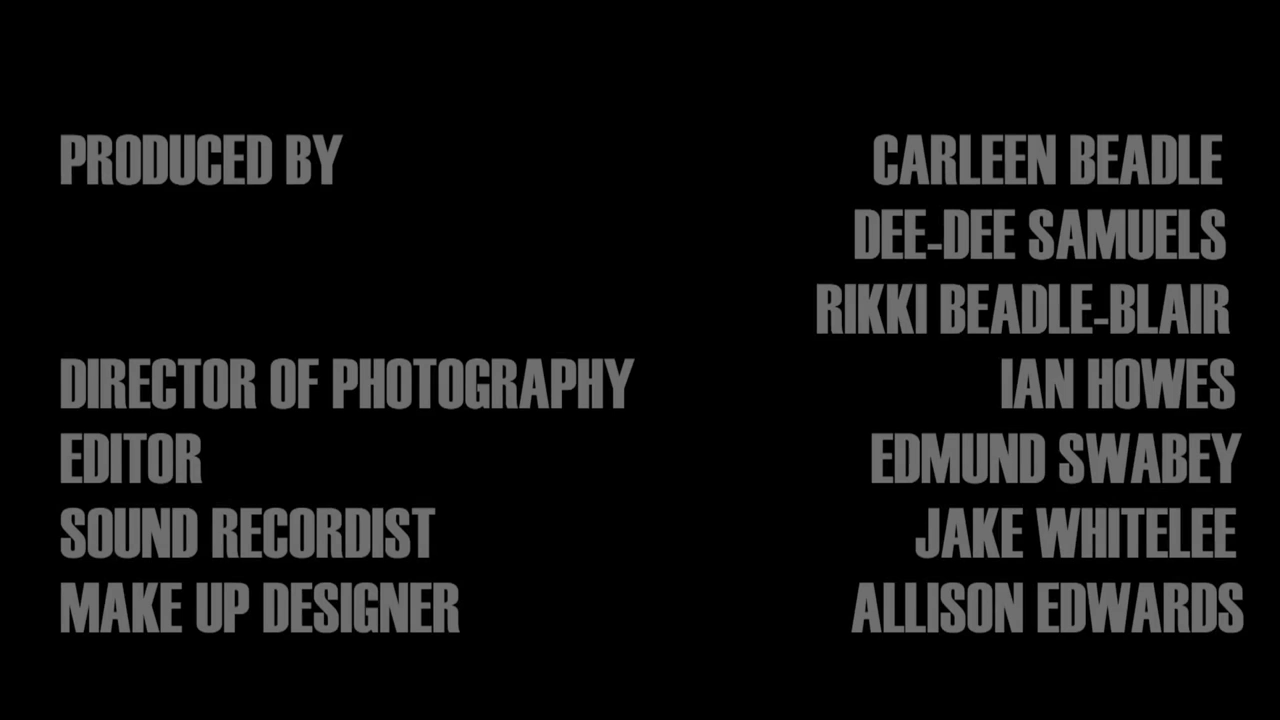 PRODUCED BY CARLEEN BEADLE
DEE-DEE SAMUELS
RIKKI BEADLE-BLAIR
DIRECTOR OF PHOTOGRAPHY IAN HOWES
EDITOR EDMUND SWABEY
SOUND RECORDIST JAKE WHITELEE
MAKE UP DESIGNER ALLISON EDWARDS